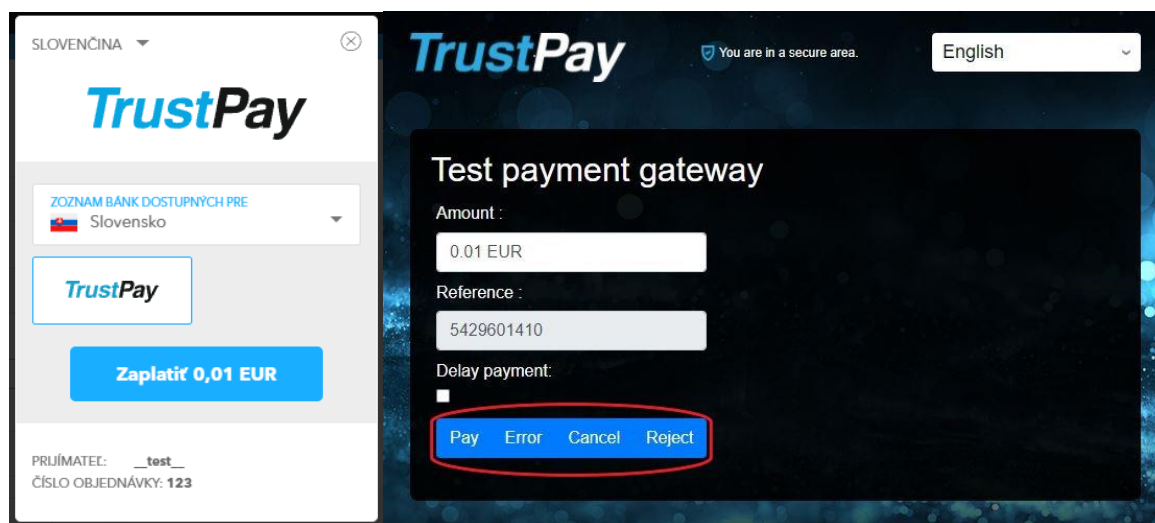 SLOVENČINA
TrustPay
ZOZNAM BÁNK DOSTUPNÝCH PRE
Slovensko
TrustPay
Zaplatiť 0,01 EUR
PRIJÍMATEĽ: __test__
ČÍSLO OBJEDNÁVKY: 123
TrustPay
You are in a secure area.
English
Test payment gateway
Amount :
0.01 EUR
Reference :
5429601410
Delay payment:
Pay Error Cancel Reject